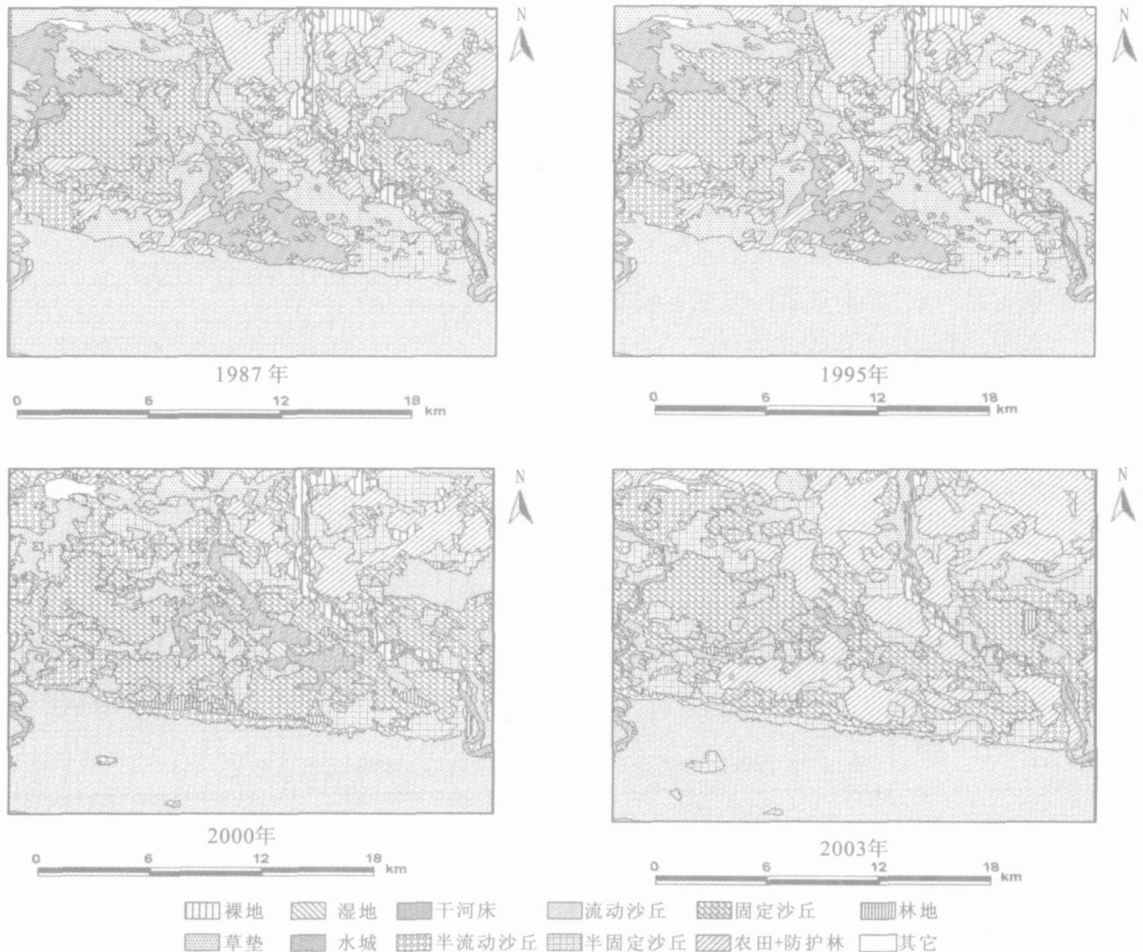 N
N
1987 年
1995年
0 6 12 18 km
0 6 12 18 km
N
N
2000年
2003年
0 6 12 18 km
0 6 12 18 km
裸地 湿地 干河床 流动沙丘 固定沙丘 林地
草垫 水城 半流动沙丘 半固定沙丘 农田+防护林 其它